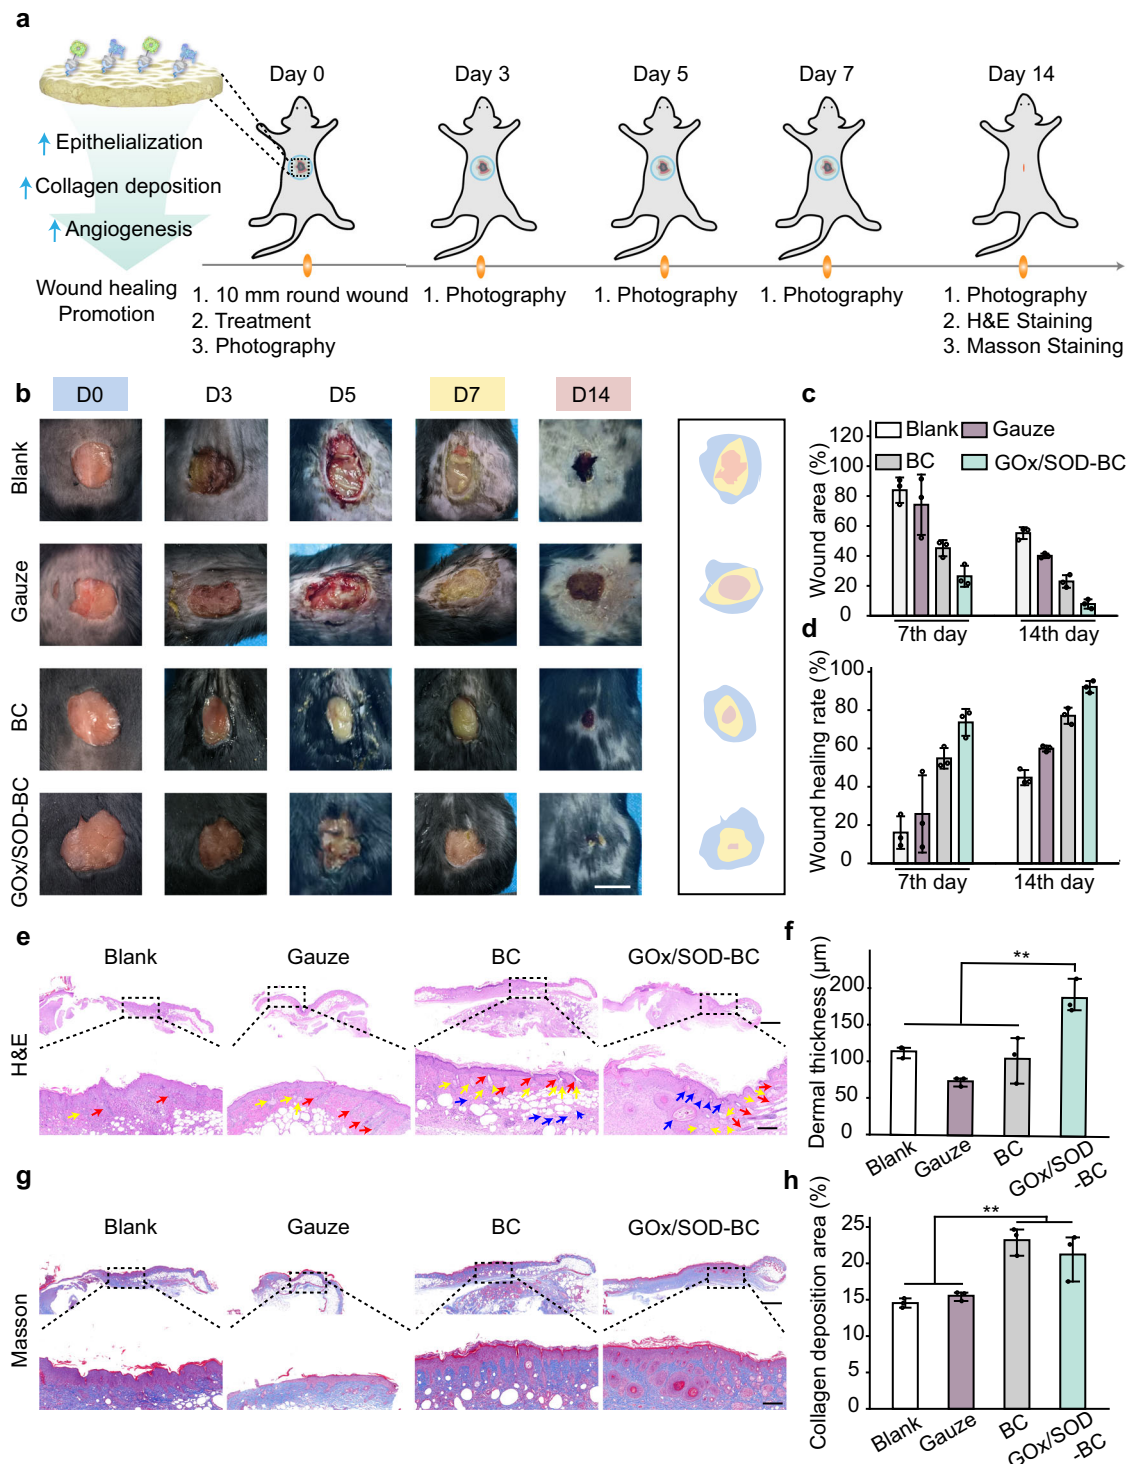 a
Day 0
Day 3
Day 5
Day 7
Day 14
Epithelialization
Collagen deposition
Angiogenesis
Wound healing
Promotion
1. 10 mm round wound
2. Treatment
3. Photography
1. Photography
1. Photography
1. Photography
1. Photography
2. H&E Staining
3. Masson Staining
b
D0
D3
D5
D7
D14
Blank
Gauze
BC
GOx/SOD-BC
c
Wound area (%)
120
100
80
60
40
20
0
Blank
Gauze
BC
GOx/SOD-BC
7th day
14th day
d
Wound healing rate (%)
100
80
60
40
20
0
7th day
14th day
e
Blank
Gauze
BC
GOx/SOD-BC
H&E
f
Dermal thickness (μm)
200
150
100
50
0
**
Blank
Gauze
BC
GOx/SOD
-BC
g
Blank
Gauze
BC
GOx/SOD-BC
Masson
h
Collagen deposition area (%)
25
20
15
10
5
0
**
Blank
Gauze
BC
GOx/SOD
-BC